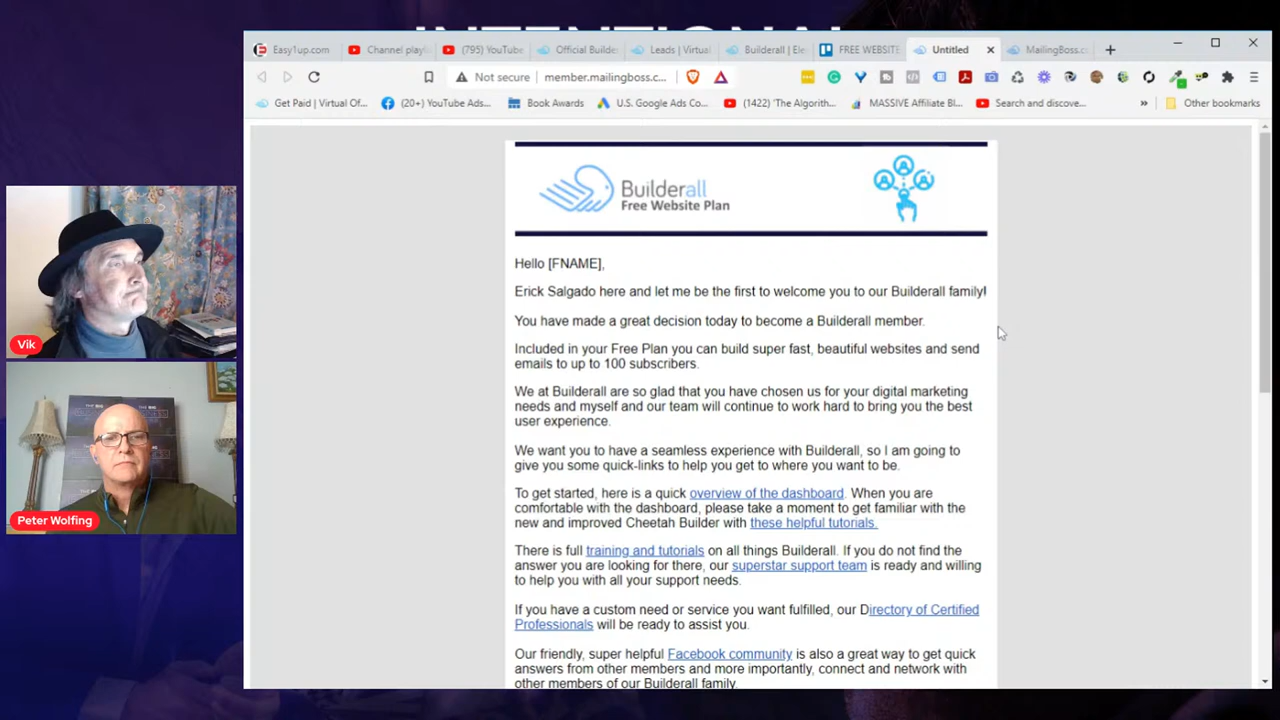 INTENTIONAL
Easy1up.com
Channel playli
(795) YouTube
Official Builde
Leads | Virtual
Builderall | Ele
FREE WEBSITE
Untitled
MailingBoss.c
Not secure
member.mailingboss.c...
Get Paid | Virtual Of...
(20+) YouTube Ads...
Book Awards
U.S. Google Ads Co...
(1422) 'The Algorith...
MASSIVE Affiliate Bl...
Search and discove...
»
Other bookmarks
Builderall
Free Website Plan
Hello [FNAME],
Erick Salgado here and let me be the first to welcome you to our Builderall family!
You have made a great decision today to become a Builderall member.
Included in your Free Plan you can build super fast, beautiful websites and send
emails to up to 100 subscribers.
We at Builderall are so glad that you have chosen us for your digital marketing
needs and myself and our team will continue to work hard to bring you the best
user experience.
We want you to have a seamless experience with Builderall, so I am going to
give you some quick-links to help you get to where you want to be.
To get started, here is a quick overview of the dashboard. When you are
comfortable with the dashboard, please take a moment to get familiar with the
new and improved Cheetah Builder with these helpful tutorials.
There is full training and tutorials on all things Builderall. If you do not find the
answer you are looking for there, our superstar support team is ready and willing
to help you with all your support needs.
If you have a custom need or service you want fulfilled, our Directory of Certified
Professionals will be ready to assist you.
Our friendly, super helpful Facebook community is also a great way to get quick
answers from other members and more importantly, connect and network with
other members of our Builderall family.
Vik
Peter Wolfing